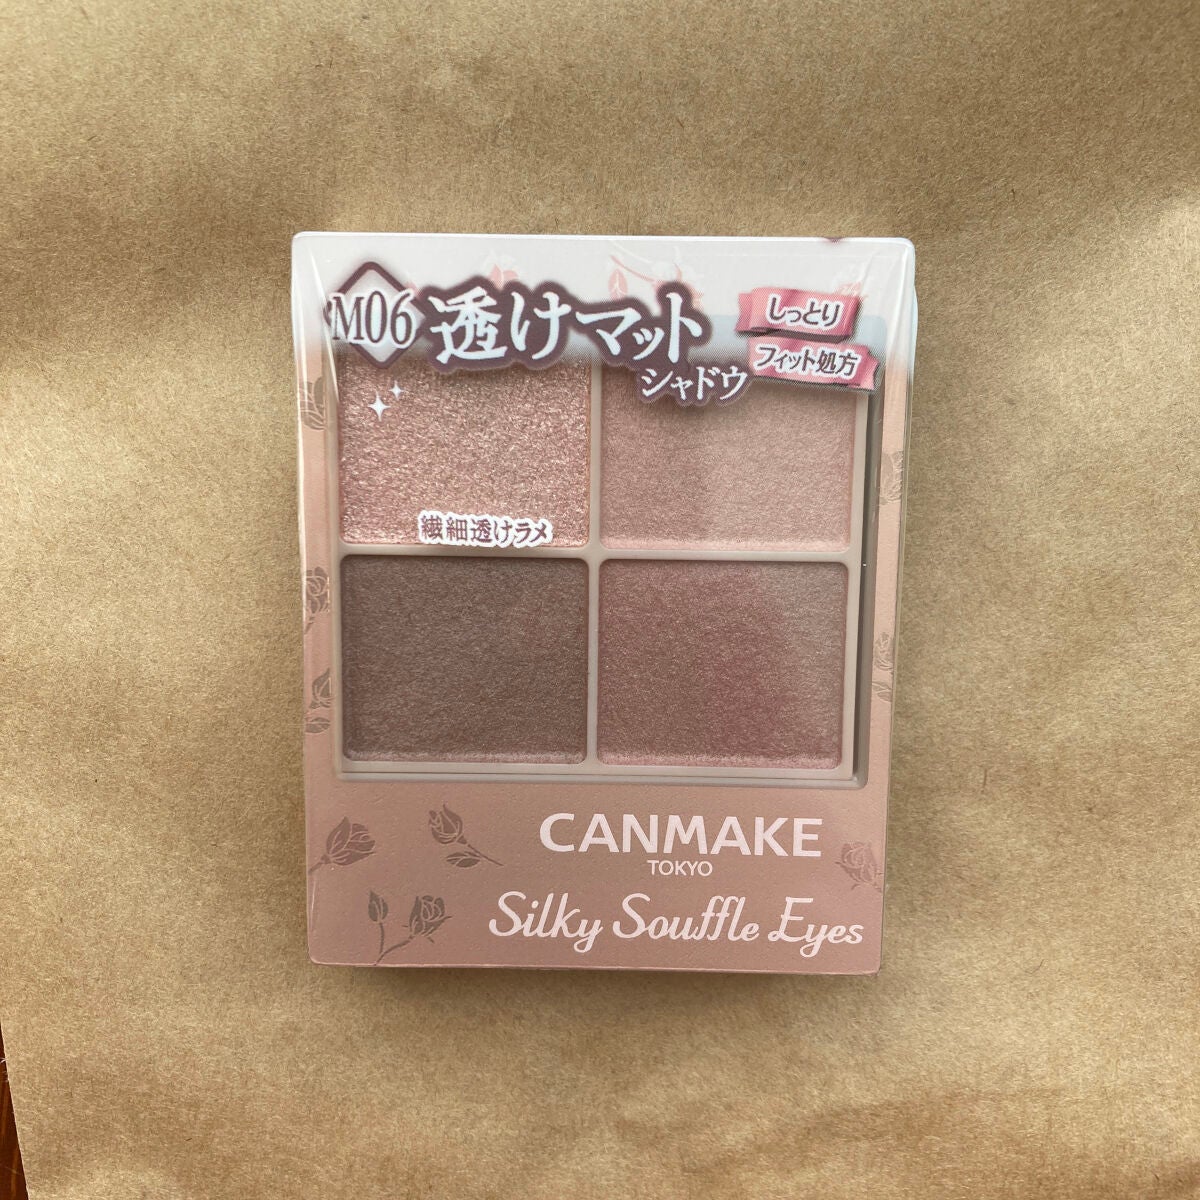 M06
透けマット
シャドウ
しっとり
フィット処方
繊細透けラメ
CANMAKE
TOKYO
Silky Souffle Eyes